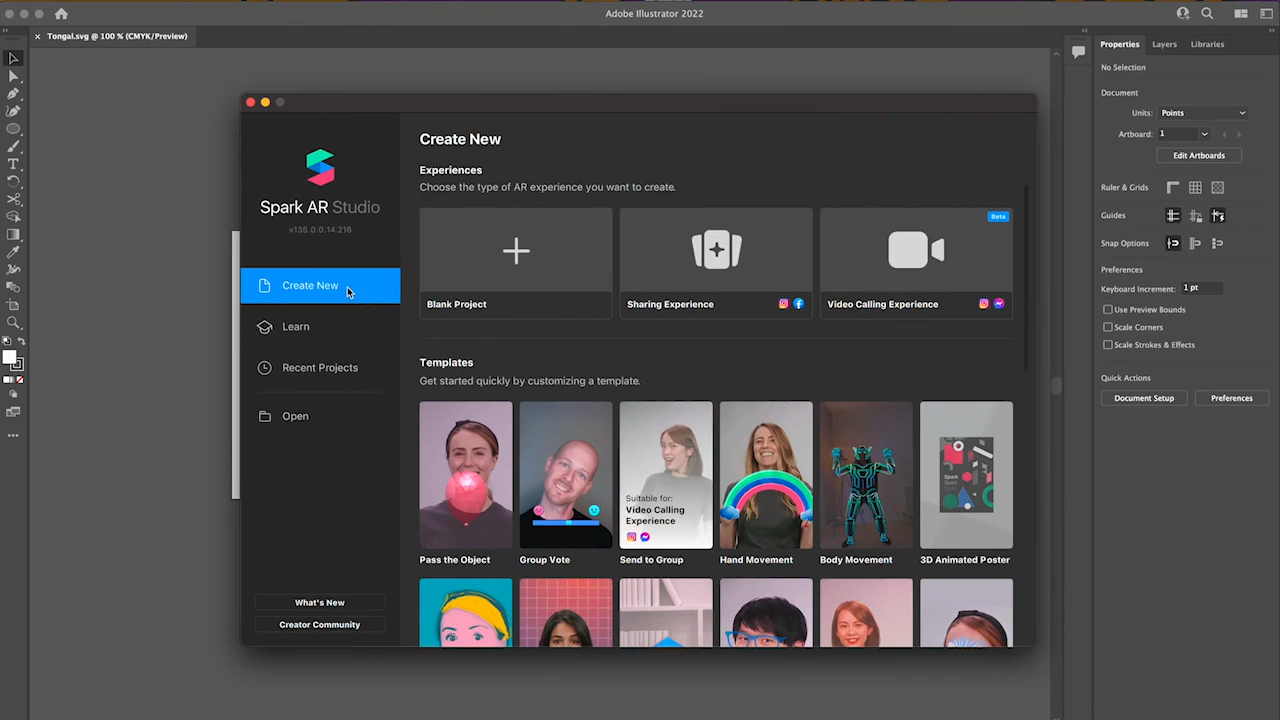 Adobe Illustrator 2022
× Tongal.svg @ 100 % (CMYK/Preview)
Properties
Layers
Libraries
No Selection
Document
Units: Points
Artboard: 1
Edit Artboards
Ruler & Grids
Guides
Snap Options
Preferences
Keyboard Increment: 1 pt
Use Preview Bounds
Scale Corners
Scale Strokes & Effects
Quick Actions
Document Setup
Preferences
Spark AR Studio
v135.0.0.14.216
Create New
Learn
Recent Projects
Open
What's New
Creator Community
Create New
Experiences
Choose the type of AR experience you want to create.
Blank Project
Sharing Experience
Beta
Video Calling Experience
Templates
Get started quickly by customizing a template.
Suitable for:
Video Calling
Experience
Spark
Spark
Pass the Object
Group Vote
Send to Group
Hand Movement
Body Movement
3D Animated Poster